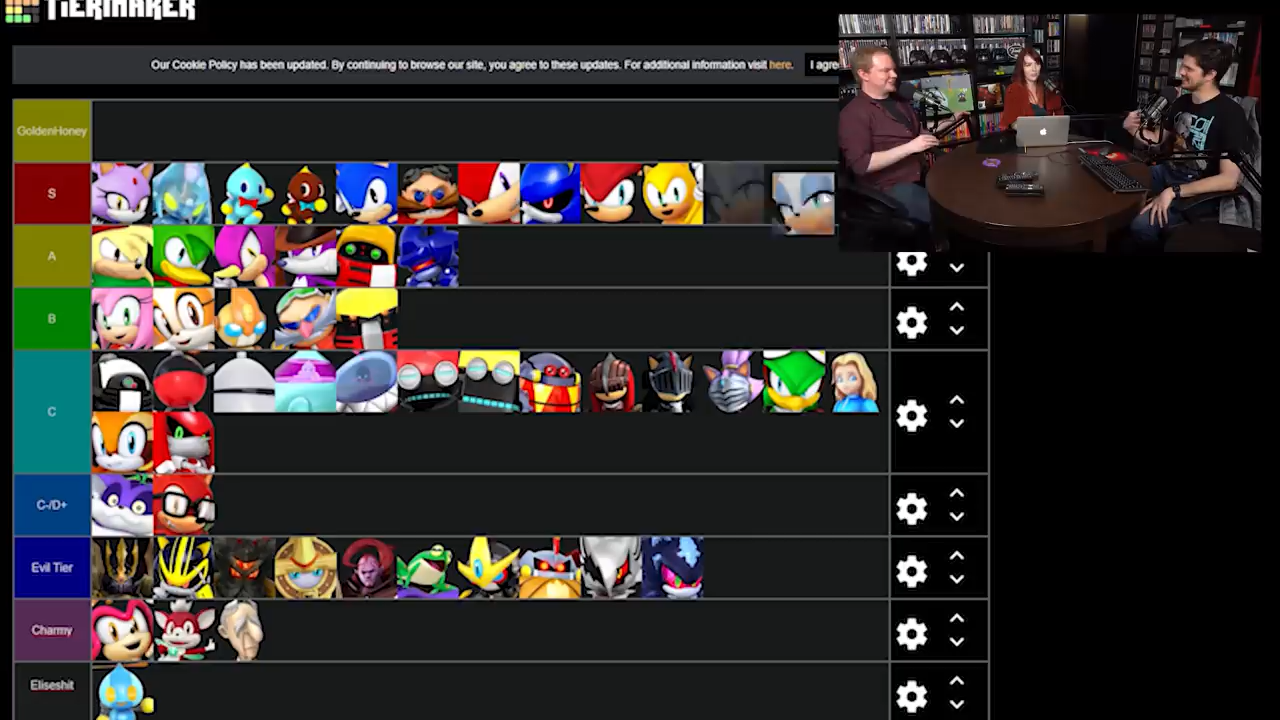 TIERMAKER
Our Cookie Policy has been updated. By continuing to browse our site, you agree to these updates. For additional information visit here.
I agre
GoldenHoney
S
A
B
C
C-/D+
Evil Tier
Charmy
Eliseshit